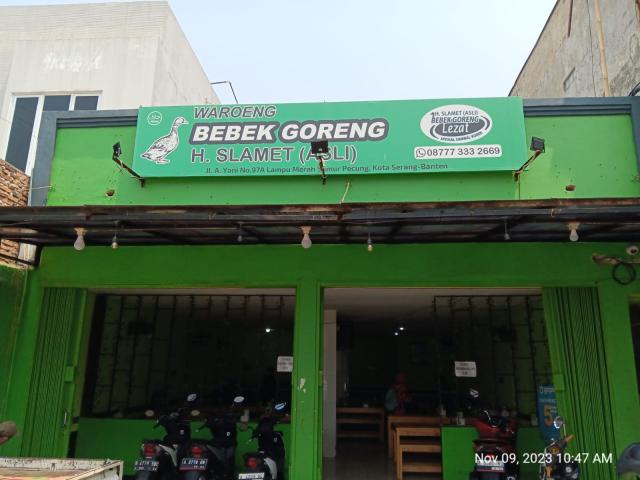 WAROENG
BEBEK GORENG
H. SLAMET (ASLI)
Jl. A. Yani No.97A Lampu Merah Sumur Pecung, Kota Serang-Banten
H. SLAMET (ASLI)
BEBEK GORENG
Lezat
08777 333 2669
Nov 09, 2023 10:47 AM